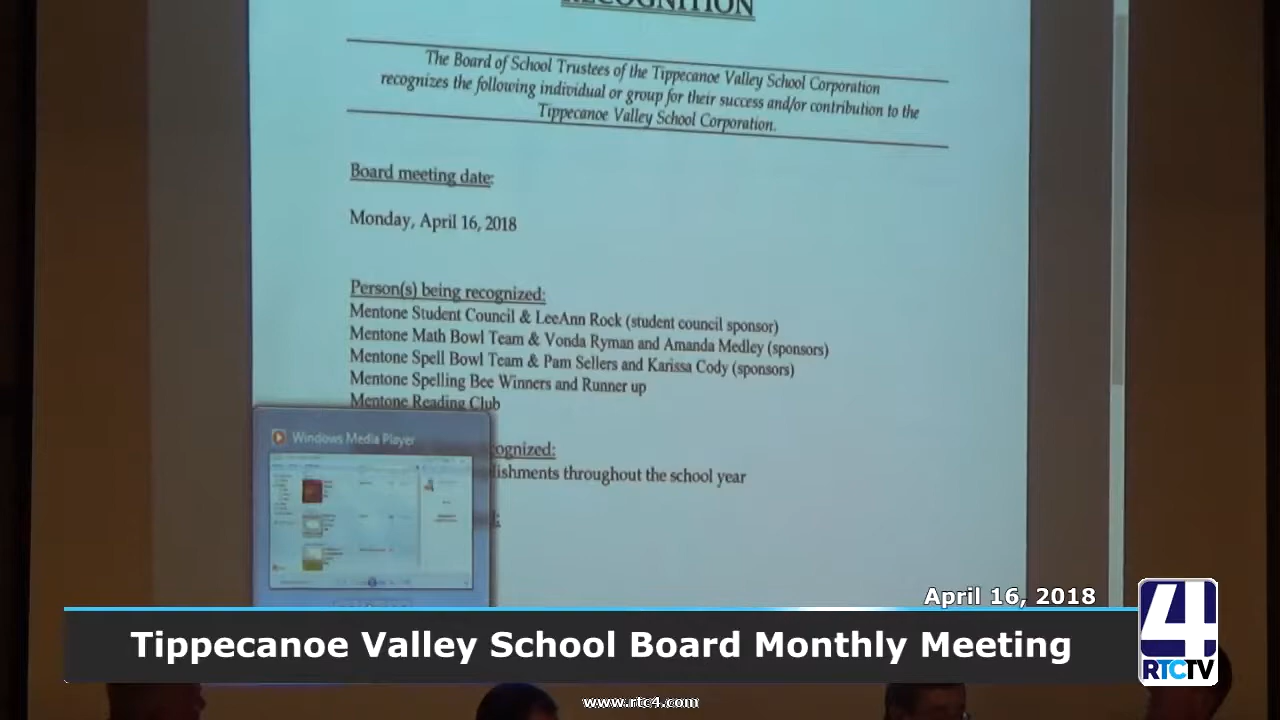 RECOGNITION
The Board of School Trustees of the Tippecanoe Valley School Corporation
recognizes the following individual or group for their success and/or contribution to the
Tippecanoe Valley School Corporation.
Board meeting date:
Monday, April 16, 2018
Person(s) being recognized:
Mentone Student Council & LeeAnn Rock (student council sponsor)
Mentone Math Bowl Team & Vonda Ryman and Amanda Medley (sponsors)
Mentone Spell Bowl Team & Pam Sellers and Karissa Cody (sponsors)
Mentone Spelling Bee Winners and Runner up
Mentone Reading Club
Windows Media Player
ognized:
lishments throughout the school year
April 16, 2018
Tippecanoe Valley School Board Monthly Meeting
4
RTCTV
www.rtc4.com